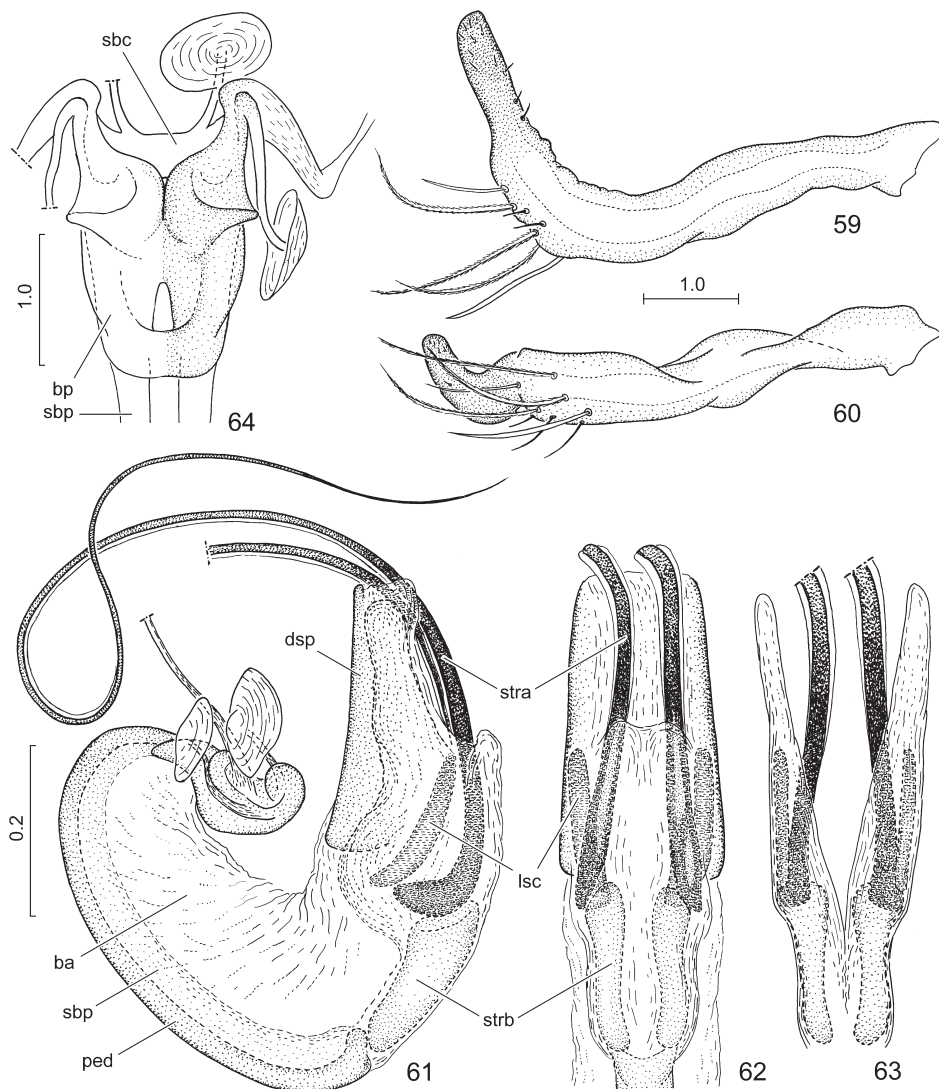 sbc
59
1.0
1.0
bp
sbp
64
60
dsp
stra
0.2
lsc
ba
sbp
strb
ped
61
62
63